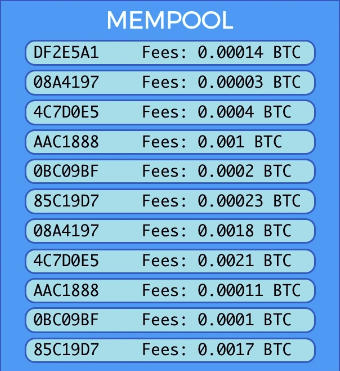 MEMPOOL
DF2E5A1 Fees: 0.00014 BTC
08A4197 Fees: 0.00003 BTC
4C7D0E5 Fees: 0.0004 BTC
AAC1888 Fees: 0.001 BTC
0BC09BF Fees: 0.0002 BTC
85C19D7 Fees: 0.00023 BTC
08A4197 Fees: 0.0018 BTC
4C7D0E5 Fees: 0.0021 BTC
AAC1888 Fees: 0.00011 BTC
0BC09BF Fees: 0.0001 BTC
85C19D7 Fees: 0.0017 BTC